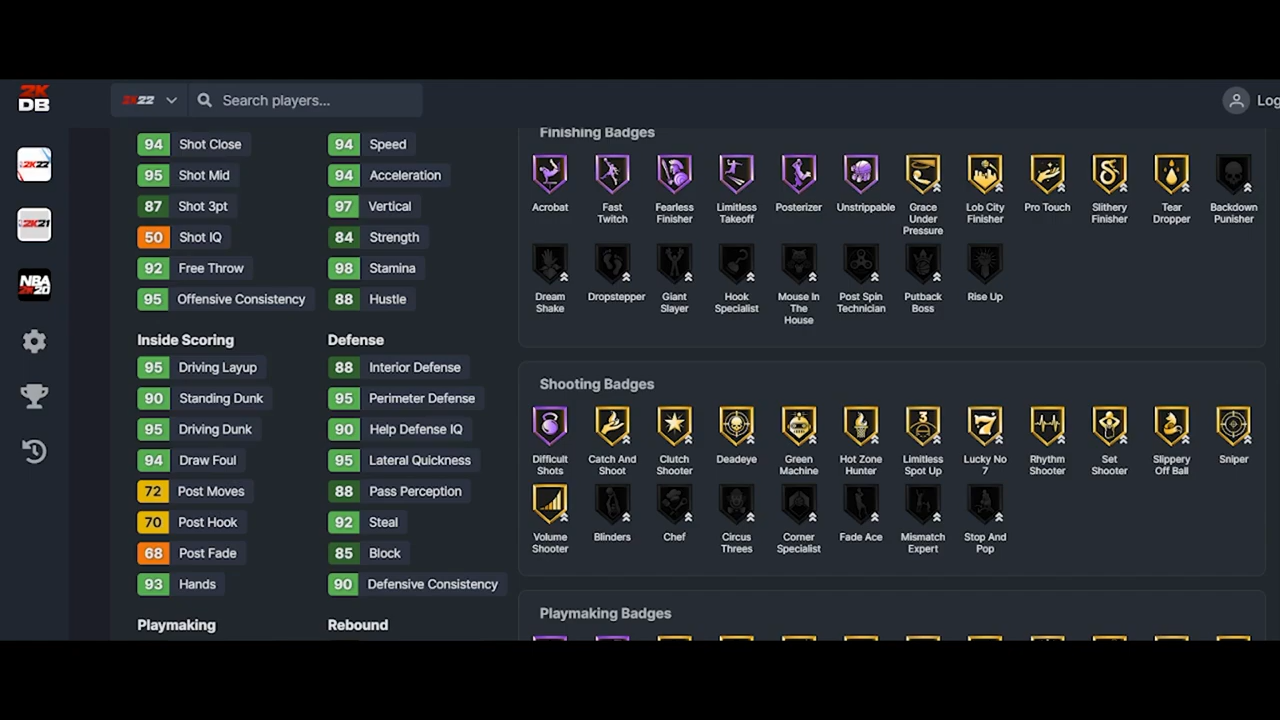 2K
DB
2K22
Search players...
Log
2K22
2K21
NBA
2K20
94 Shot Close
95 Shot Mid
87 Shot 3pt
50 Shot IQ
92 Free Throw
95 Offensive Consistency
Inside Scoring
95 Driving Layup
90 Standing Dunk
95 Driving Dunk
94 Draw Foul
72 Post Moves
70 Post Hook
68 Post Fade
93 Hands
Playmaking
94 Speed
94 Acceleration
97 Vertical
84 Strength
98 Stamina
88 Hustle
Defense
88 Interior Defense
95 Perimeter Defense
90 Help Defense IQ
95 Lateral Quickness
88 Pass Perception
92 Steal
85 Block
90 Defensive Consistency
Rebound
Finishing Badges
Acrobat
Fast
Twitch
Fearless
Finisher
Limitless
Takeoff
Posterizer
Unstrippable
Grace
Under
Pressure
Lob City
Finisher
Pro Touch
Slithery
Finisher
Tear
Dropper
Backdown
Punisher
Dream
Shake
Dropstepper
Giant
Slayer
Hook
Specialist
Mouse In
The
House
Post Spin
Technician
Putback
Boss
Rise Up
Shooting Badges
Difficult
Shots
Catch And
Shoot
Clutch
Shooter
Deadeye
Green
Machine
Hot Zone
Hunter
3
Limitless
Spot Up
7
Lucky No
7
Rhythm
Shooter
Set
Shooter
Slippery
Off Ball
Sniper
Volume
Shooter
Blinders
Chef
Circus
Threes
Corner
Specialist
Fade Ace
Mismatch
Expert
Stop And
Pop
Playmaking Badges